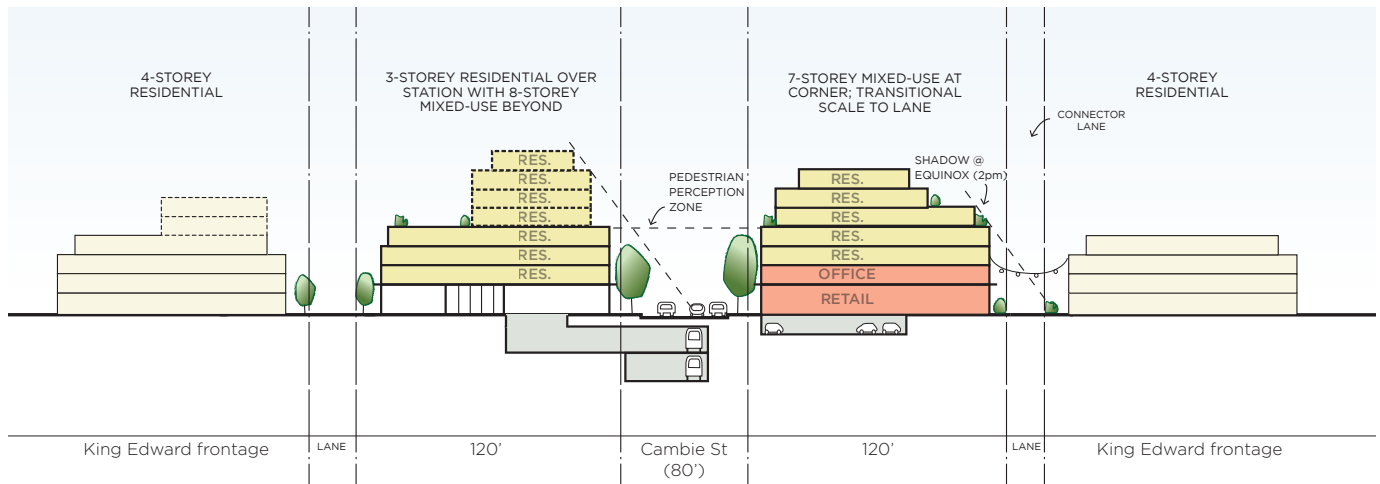 4-STOREY
RESIDENTIAL
3-STOREY RESIDENTIAL OVER
STATION WITH 8-STOREY
MIXED-USE BEYOND
7-STOREY MIXED-USE AT
CORNER; TRANSITIONAL
SCALE TO LANE
4-STOREY
RESIDENTIAL
CONNECTOR
LANE
SHADOW @
EQUINOX (2pm)
PEDESTRIAN
PERCEPTION
ZONE
RES.
RES.
RES.
RES.
RES.
RES.
RES.
RES.
RES.
RES.
RES.
RES.
OFFICE
RETAIL
King Edward frontage
LANE
120’
Cambie St
(80’)
120’
LANE
King Edward frontage